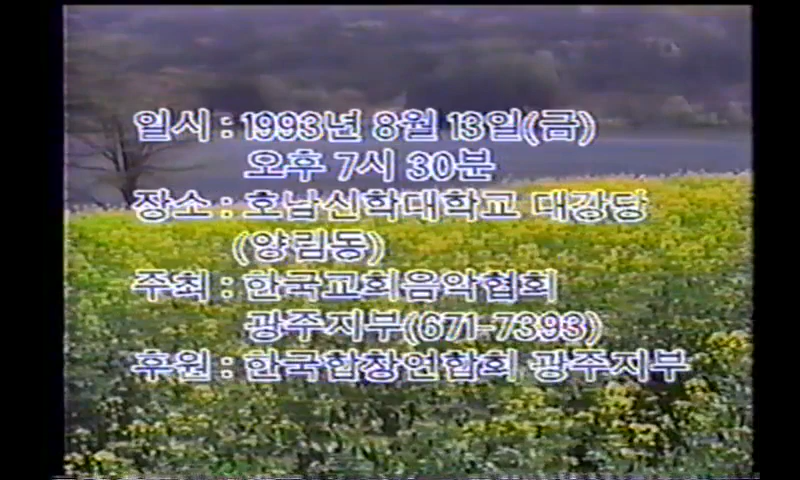 일시 : 1993년 8월 13일(금)
오후 7시 30분
장소 : 호남신학대학교 대강당
(양림동)
주최 : 한국교회음악협회
광주지부(671-7393)
후원 : 한국합창연합회 광주지부